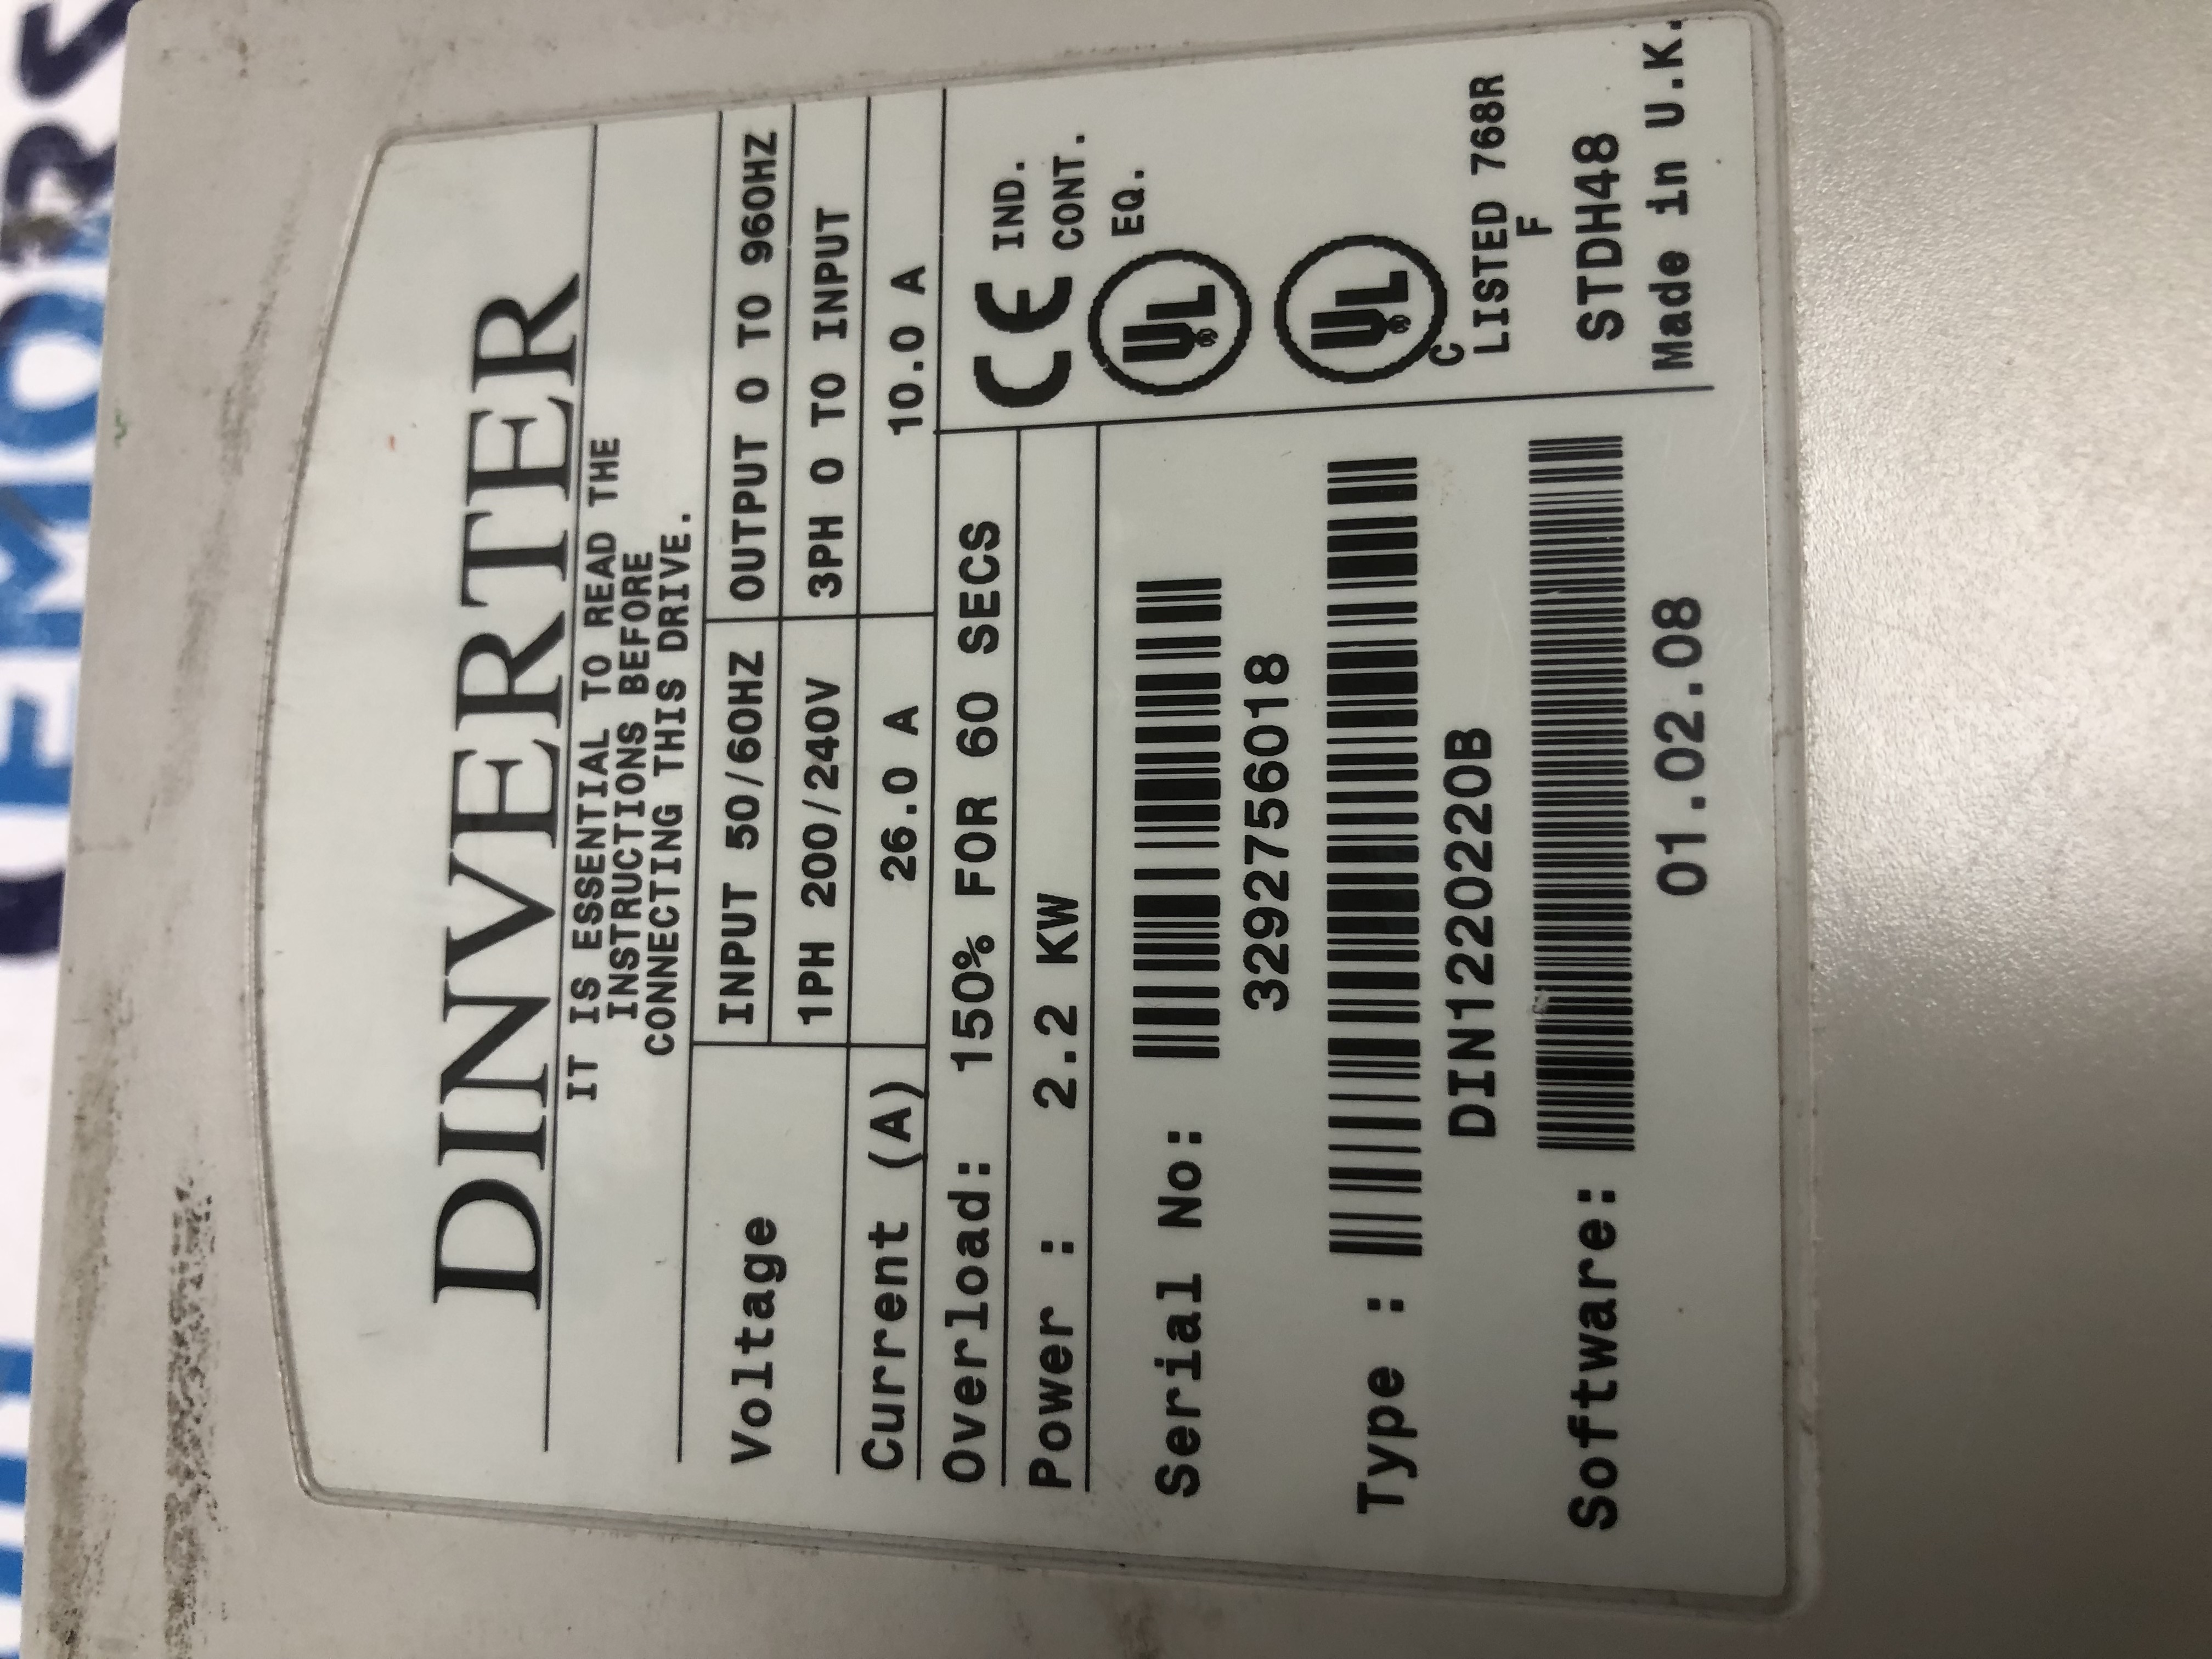 DINVERTER
IT IS ESSENTIAL TO READ THE
INSTRUCTIONS BEFORE
CONNECTING THIS DRIVE.
Voltage INPUT 50/60HZ OUTPUT 0 TO 960HZ
1PH 200/240V 3PH 0 TO INPUT
Current (A) 26.0 A 10.0 A
Overload: 150% FOR 60 SECS
Power : 2.2 KW
CE IND.
CONT.
EQ.
UL®
Serial No:
3292756018
C UL®
Type :
DIN1220220B
LISTED 768R
F
Software:
01.02.08
STDH48
Made in U.K.